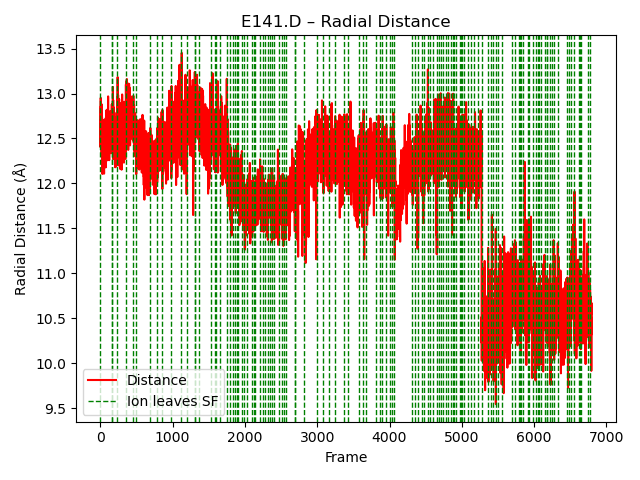 E141.D – Radial Distance
Radial Distance (Å)
13.5
13.0
12.5
12.0
11.5
11.0
10.5
10.0
9.5
Distance
Ion leaves SF
0 1000 2000 3000 4000 5000 6000 7000
Frame